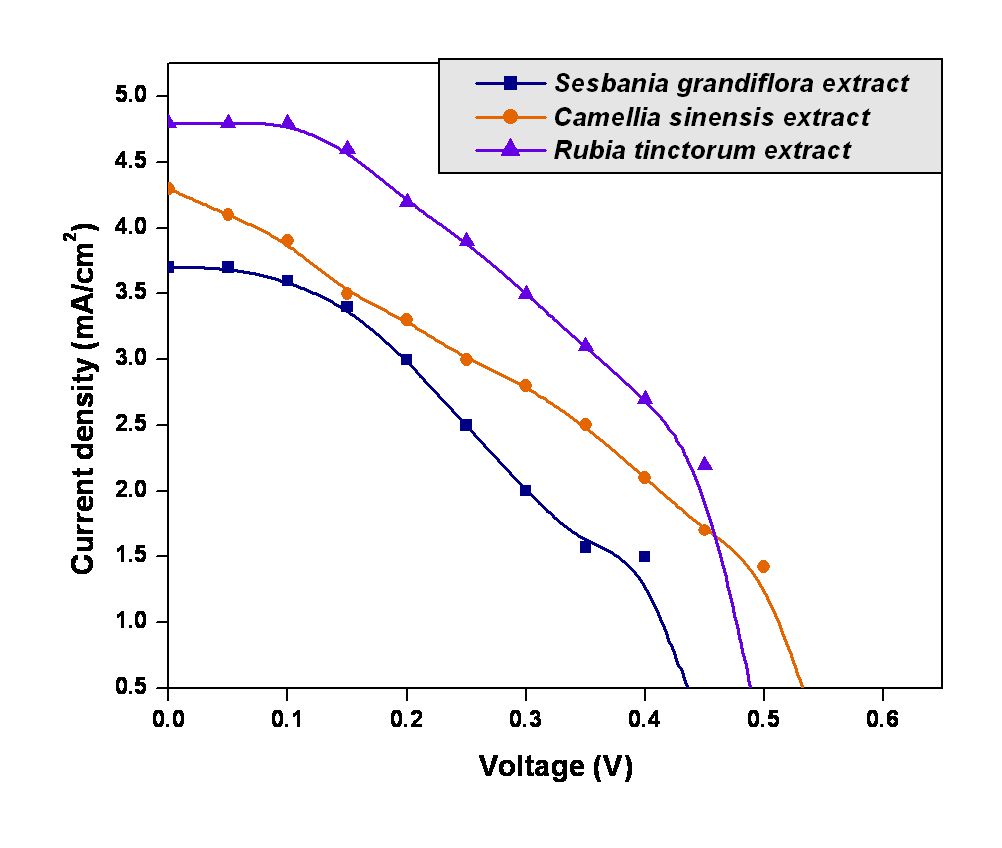 Sesbania grandiflora extract
Camellia sinensis extract
Rubia tinctorum extract
5.0
4.5
4.0
3.5
3.0
2.5
2.0
1.5
1.0
0.5
Current density (mA/cm²)
0.0 0.1 0.2 0.3 0.4 0.5 0.6
Voltage (V)